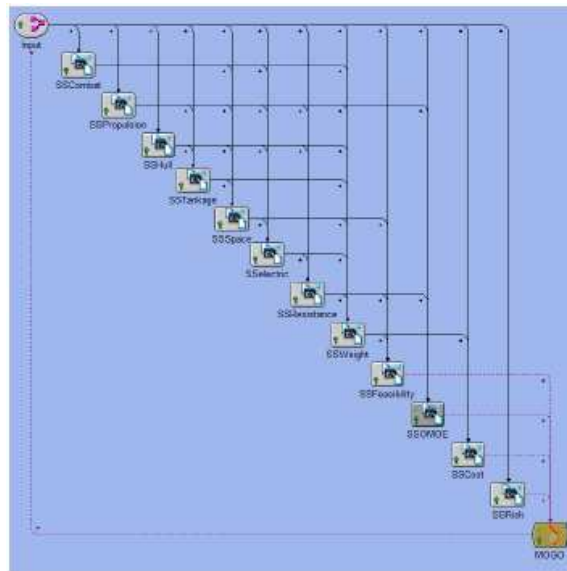 Input
SSCombat
SSPropulsion
SSHull
SSTankage
SSSpace
SSelectric
SSResistance
SSWeight
SSFeasibility
SSOMOE
SSCost
SSRisk
MOGO